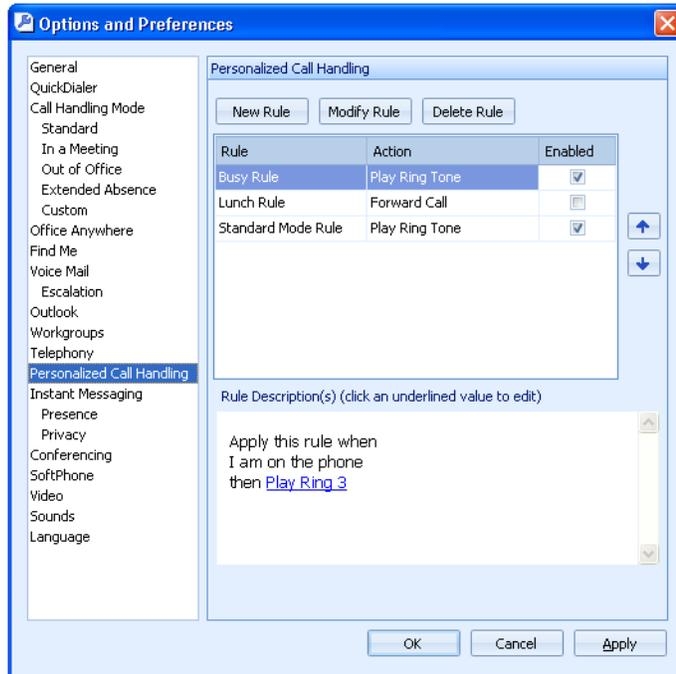 Options and Preferences
General
QuickDialer
Call Handling Mode
Standard
In a Meeting
Out of Office
Extended Absence
Custom
Office Anywhere
Find Me
Voice Mail
Escalation
Outlook
Workgroups
Telephony
Personalized Call Handling
Instant Messaging
Presence
Privacy
Conferencing
SoftPhone
Video
Sounds
Language
Personalized Call Handling
New Rule Modify Rule Delete Rule
Rule Action Enabled
Busy Rule Play Ring Tone
Lunch Rule Forward Call
Standard Mode Rule Play Ring Tone
Rule Description(s) (click an underlined value to edit)
Apply this rule when
I am on the phone
then Play Ring 3
OK Cancel Apply